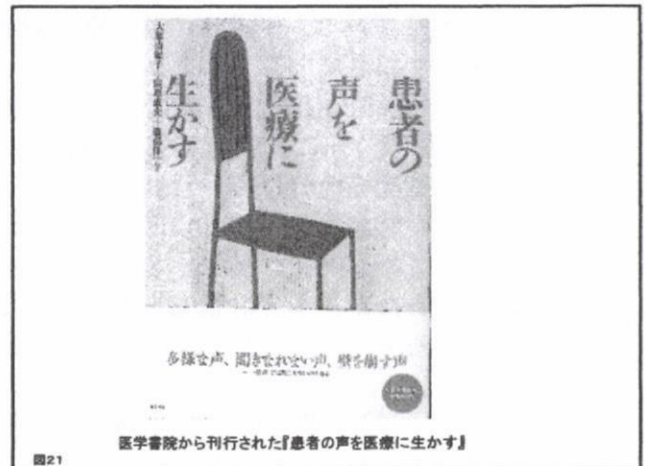 患者の
声を
医療に
生かす
多様な声、聞きなれない声、壁を崩す声
医学書院から刊行された『患者の声を医療に生かす』
図21